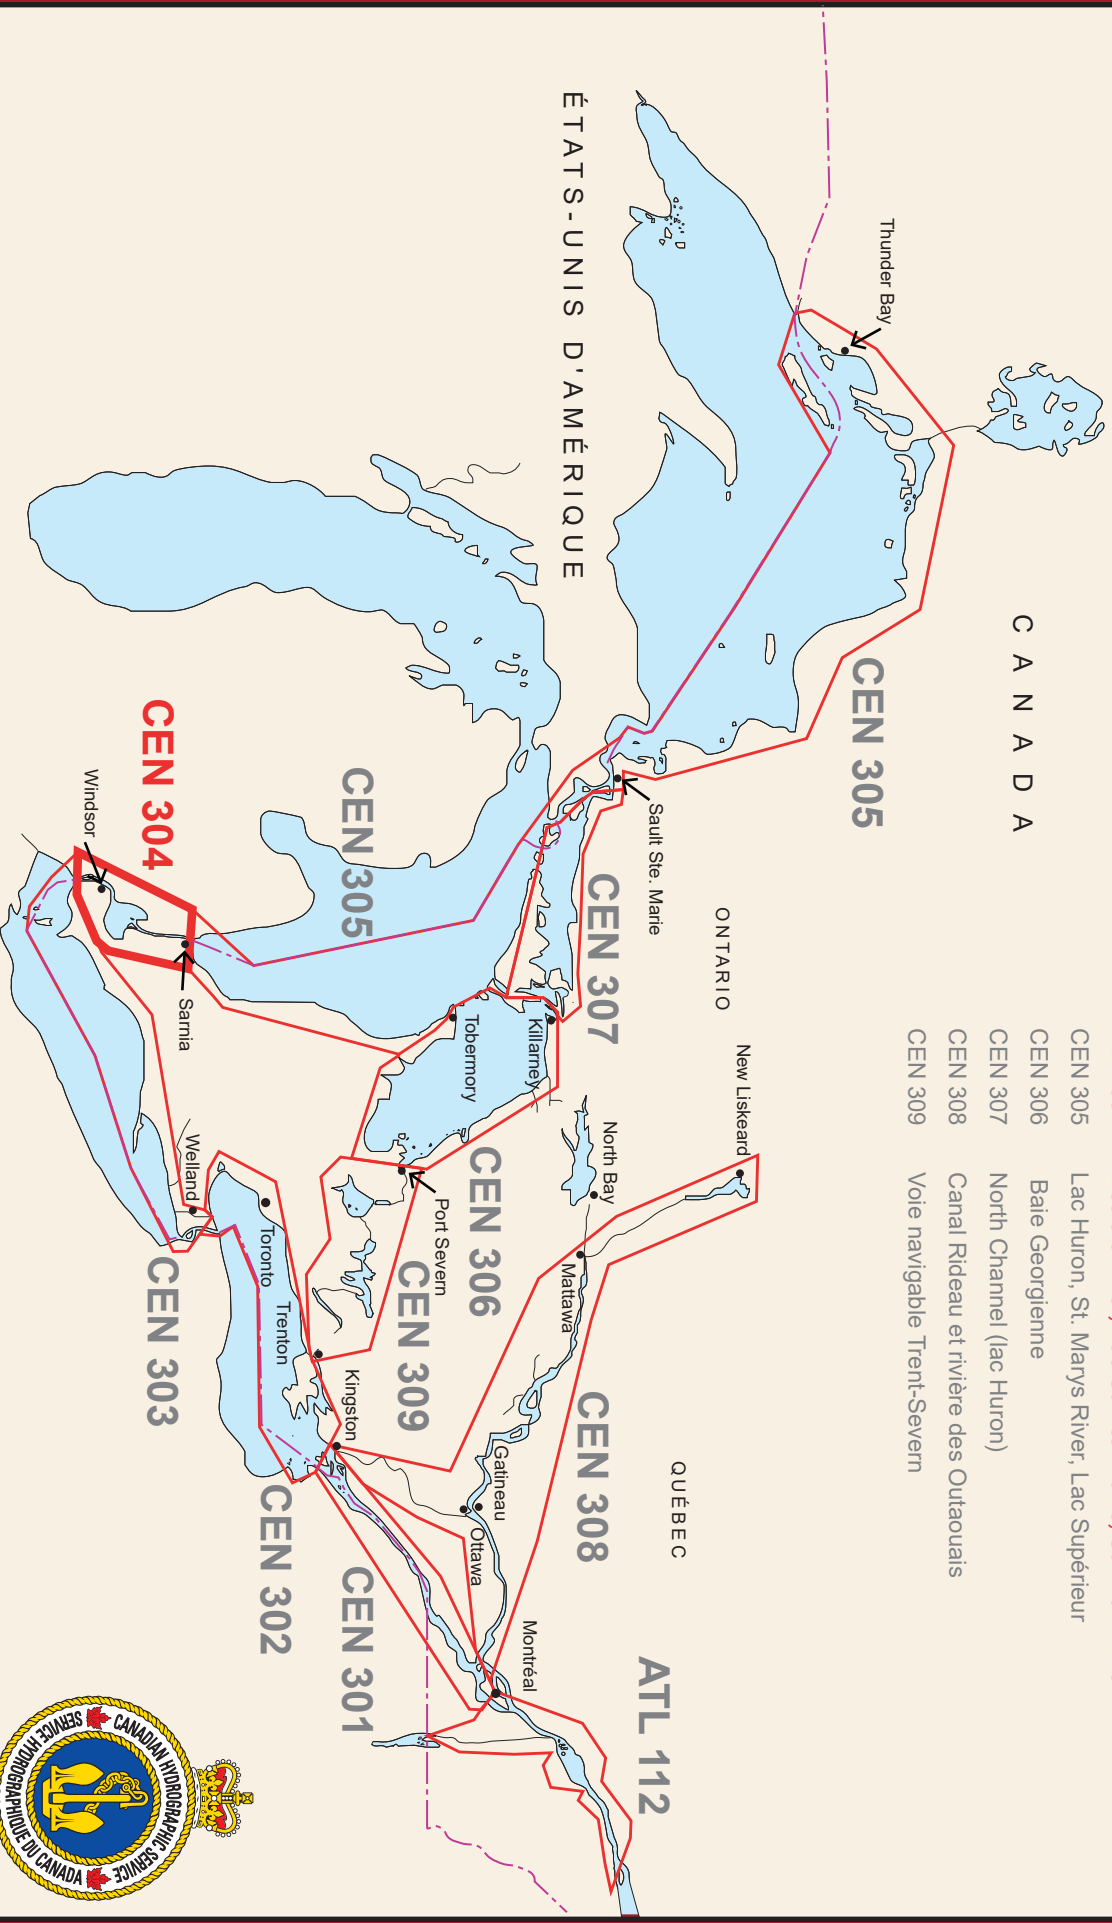 CEN 305 Lac Huron, St. Marys River, Lac Supérieur
CEN 306 Baie Georgienne
CEN 307 North Channel (lac Huron)
CEN 308 Canal Rideau et rivière des Outaouais
CEN 309 Voie navigable Trent-Severn
CANADA
Thunder Bay
CEN 305
New Liskeard
ONTARIO
QUÉBEC
Sault Ste. Marie
ATL 112
North Bay
CEN 307
CEN 308
ÉTATS-UNIS D'AMÉRIQUE
Mattawa
Killarney
Montréal
Gatineau
CEN 306
Ottawa
Tobermory
Port Severn
CEN 309
CEN 305
CEN 301
Kingston
Trenton
CEN 302
Toronto
Welland
Sarnia
CEN 303
CEN 304
Windsor
CANADIAN HYDROGRAPHIC SERVICE
SERVICE HYDROGRAPHIQUE DU CANADA